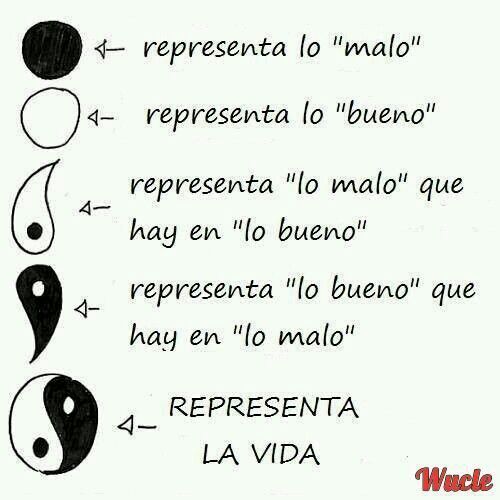 representa lo "malo"
representa lo "bueno"
representa "lo malo" que
hay en "lo bueno"
representa "lo bueno" que
hay en "lo malo"
REPRESENTA
LA VIDA
Wucle